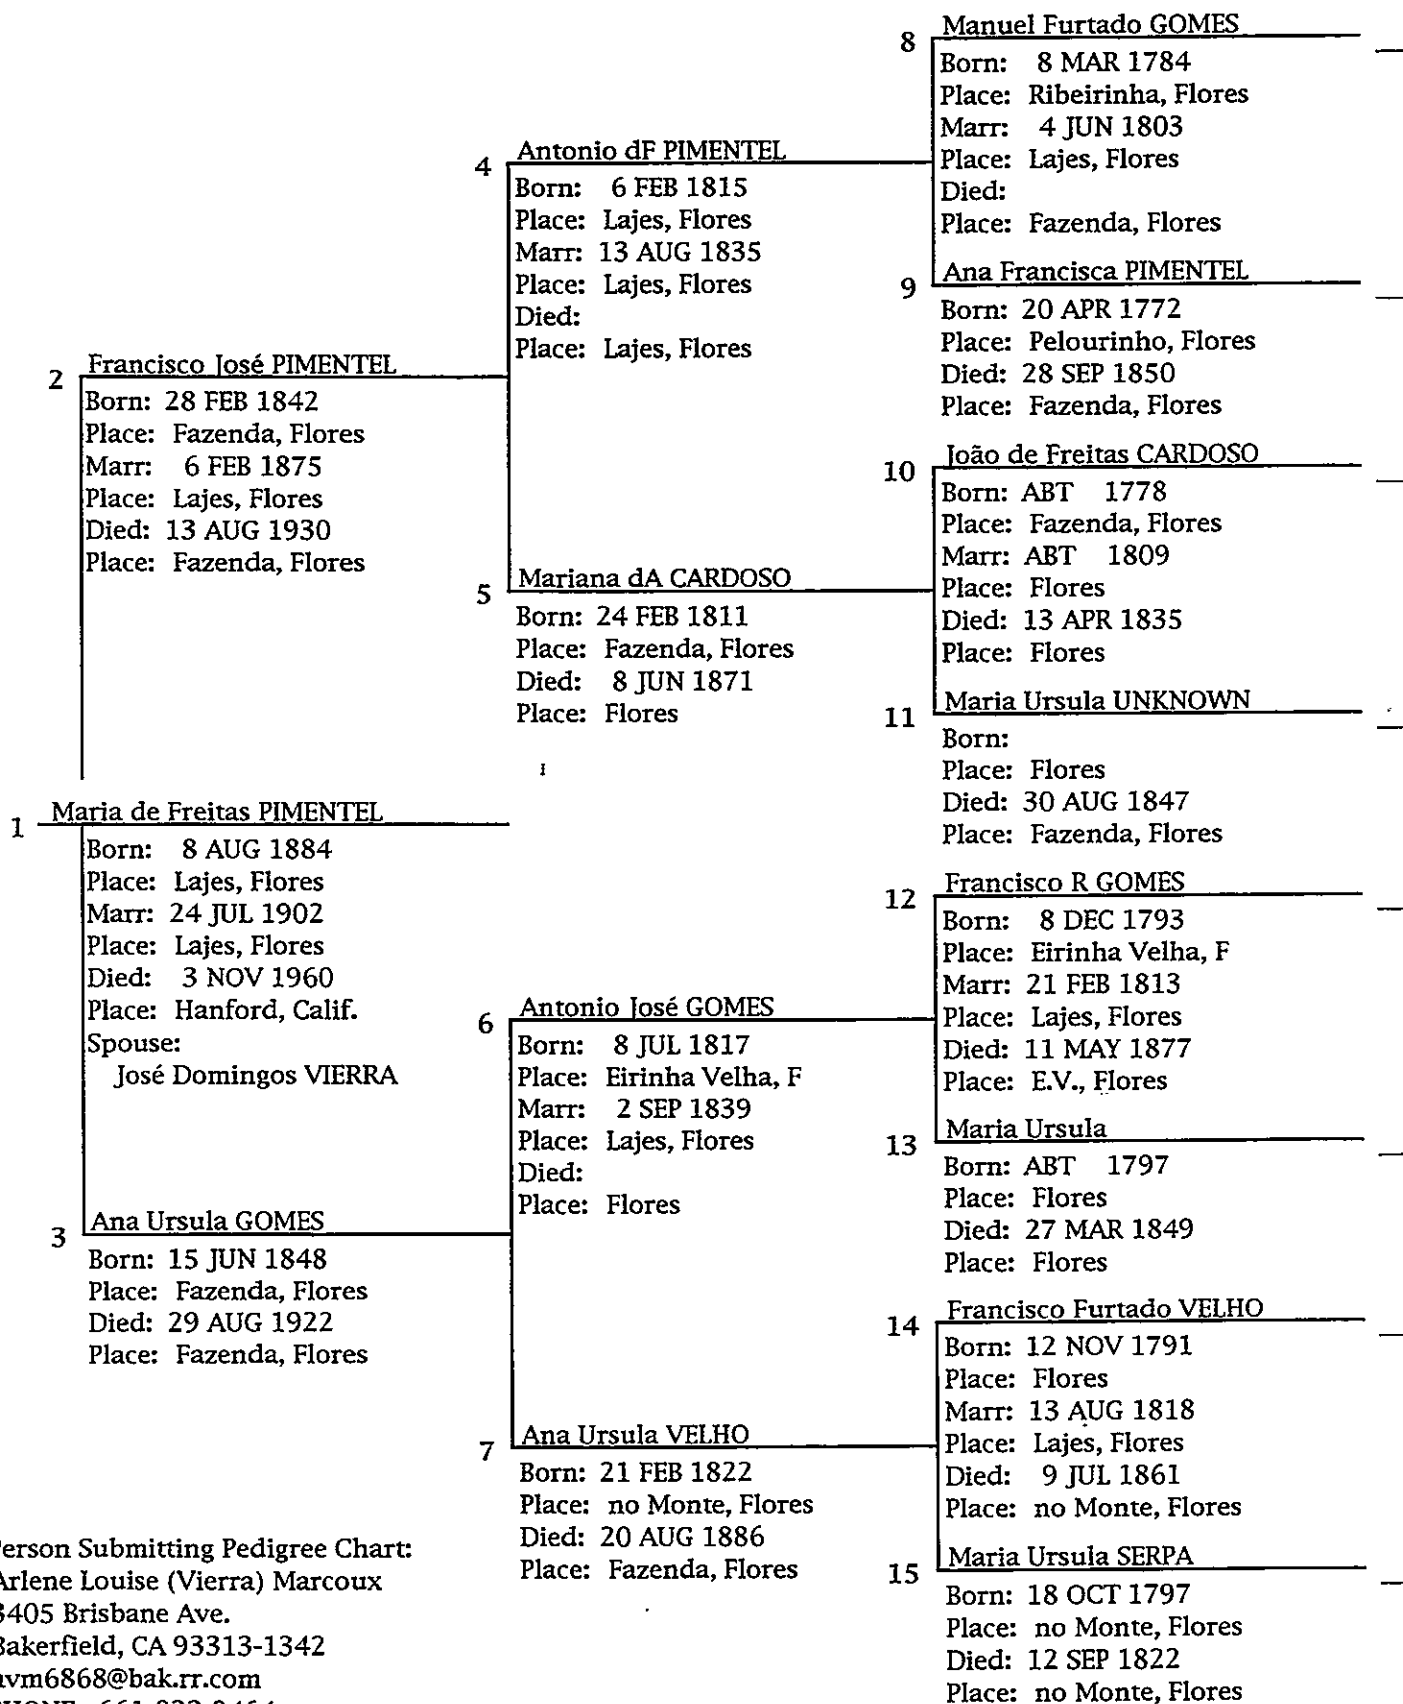 8 Manuel Furtado GOMES
Born: 8 MAR 1784
Place: Ribeirinha, Flores
Marr: 4 JUN 1803
Place: Lajes, Flores
Died:
Place: Fazenda, Flores
4 Antonio dF PIMENTEL
Born: 6 FEB 1815
Place: Lajes, Flores
Marr: 13 AUG 1835
Place: Lajes, Flores
Died:
Place: Lajes, Flores
9 Ana Francisca PIMENTEL
Born: 20 APR 1772
Place: Pelourinho, Flores
Died: 28 SEP 1850
Place: Fazenda, Flores
2 Francisco José PIMENTEL
Born: 28 FEB 1842
Place: Fazenda, Flores
Marr: 6 FEB 1875
Place: Lajes, Flores
Died: 13 AUG 1930
Place: Fazenda, Flores
10 João de Freitas CARDOSO
Born: ABT 1778
Place: Fazenda, Flores
Marr: ABT 1809
Place: Flores
Died: 13 APR 1835
Place: Flores
5 Mariana dA CARDOSO
Born: 24 FEB 1811
Place: Fazenda, Flores
Died: 8 JUN 1871
Place: Flores
11 Maria Ursula UNKNOWN
Born:
Place: Flores
Died: 30 AUG 1847
Place: Fazenda, Flores
1 Maria de Freitas PIMENTEL
Born: 8 AUG 1884
Place: Lajes, Flores
Marr: 24 JUL 1902
Place: Lajes, Flores
Died: 3 NOV 1960
Place: Hanford, Calif.
Spouse:
José Domingos VIERRA
12 Francisco R GOMES
Born: 8 DEC 1793
Place: Eirinha Velha, F
Marr: 21 FEB 1813
Place: Lajes, Flores
Died: 11 MAY 1877
Place: E.V., Flores
6 Antonio José GOMES
Born: 8 JUL 1817
Place: Eirinha Velha, F
Marr: 2 SEP 1839
Place: Lajes, Flores
Died:
Place: Flores
13 Maria Ursula
Born: ABT 1797
Place: Flores
Died: 27 MAR 1849
Place: Flores
3 Ana Ursula GOMES
Born: 15 JUN 1848
Place: Fazenda, Flores
Died: 29 AUG 1922
Place: Fazenda, Flores
14 Francisco Furtado VELHO
Born: 12 NOV 1791
Place: Flores
Marr: 13 AUG 1818
Place: Lajes, Flores
Died: 9 JUL 1861
Place: no Monte, Flores
7 Ana Ursula VELHO
Born: 21 FEB 1822
Place: no Monte, Flores
Died: 20 AUG 1886
Place: Fazenda, Flores
15 Maria Ursula SERPA
Born: 18 OCT 1797
Place: no Monte, Flores
Died: 12 SEP 1822
Place: no Monte, Flores
Person Submitting Pedigree Chart:
Arlene Louise (Vierra) Marcoux
3405 Brisbane Ave.
Bakerfield, CA 93313-1342
avm6868@bak.rr.com